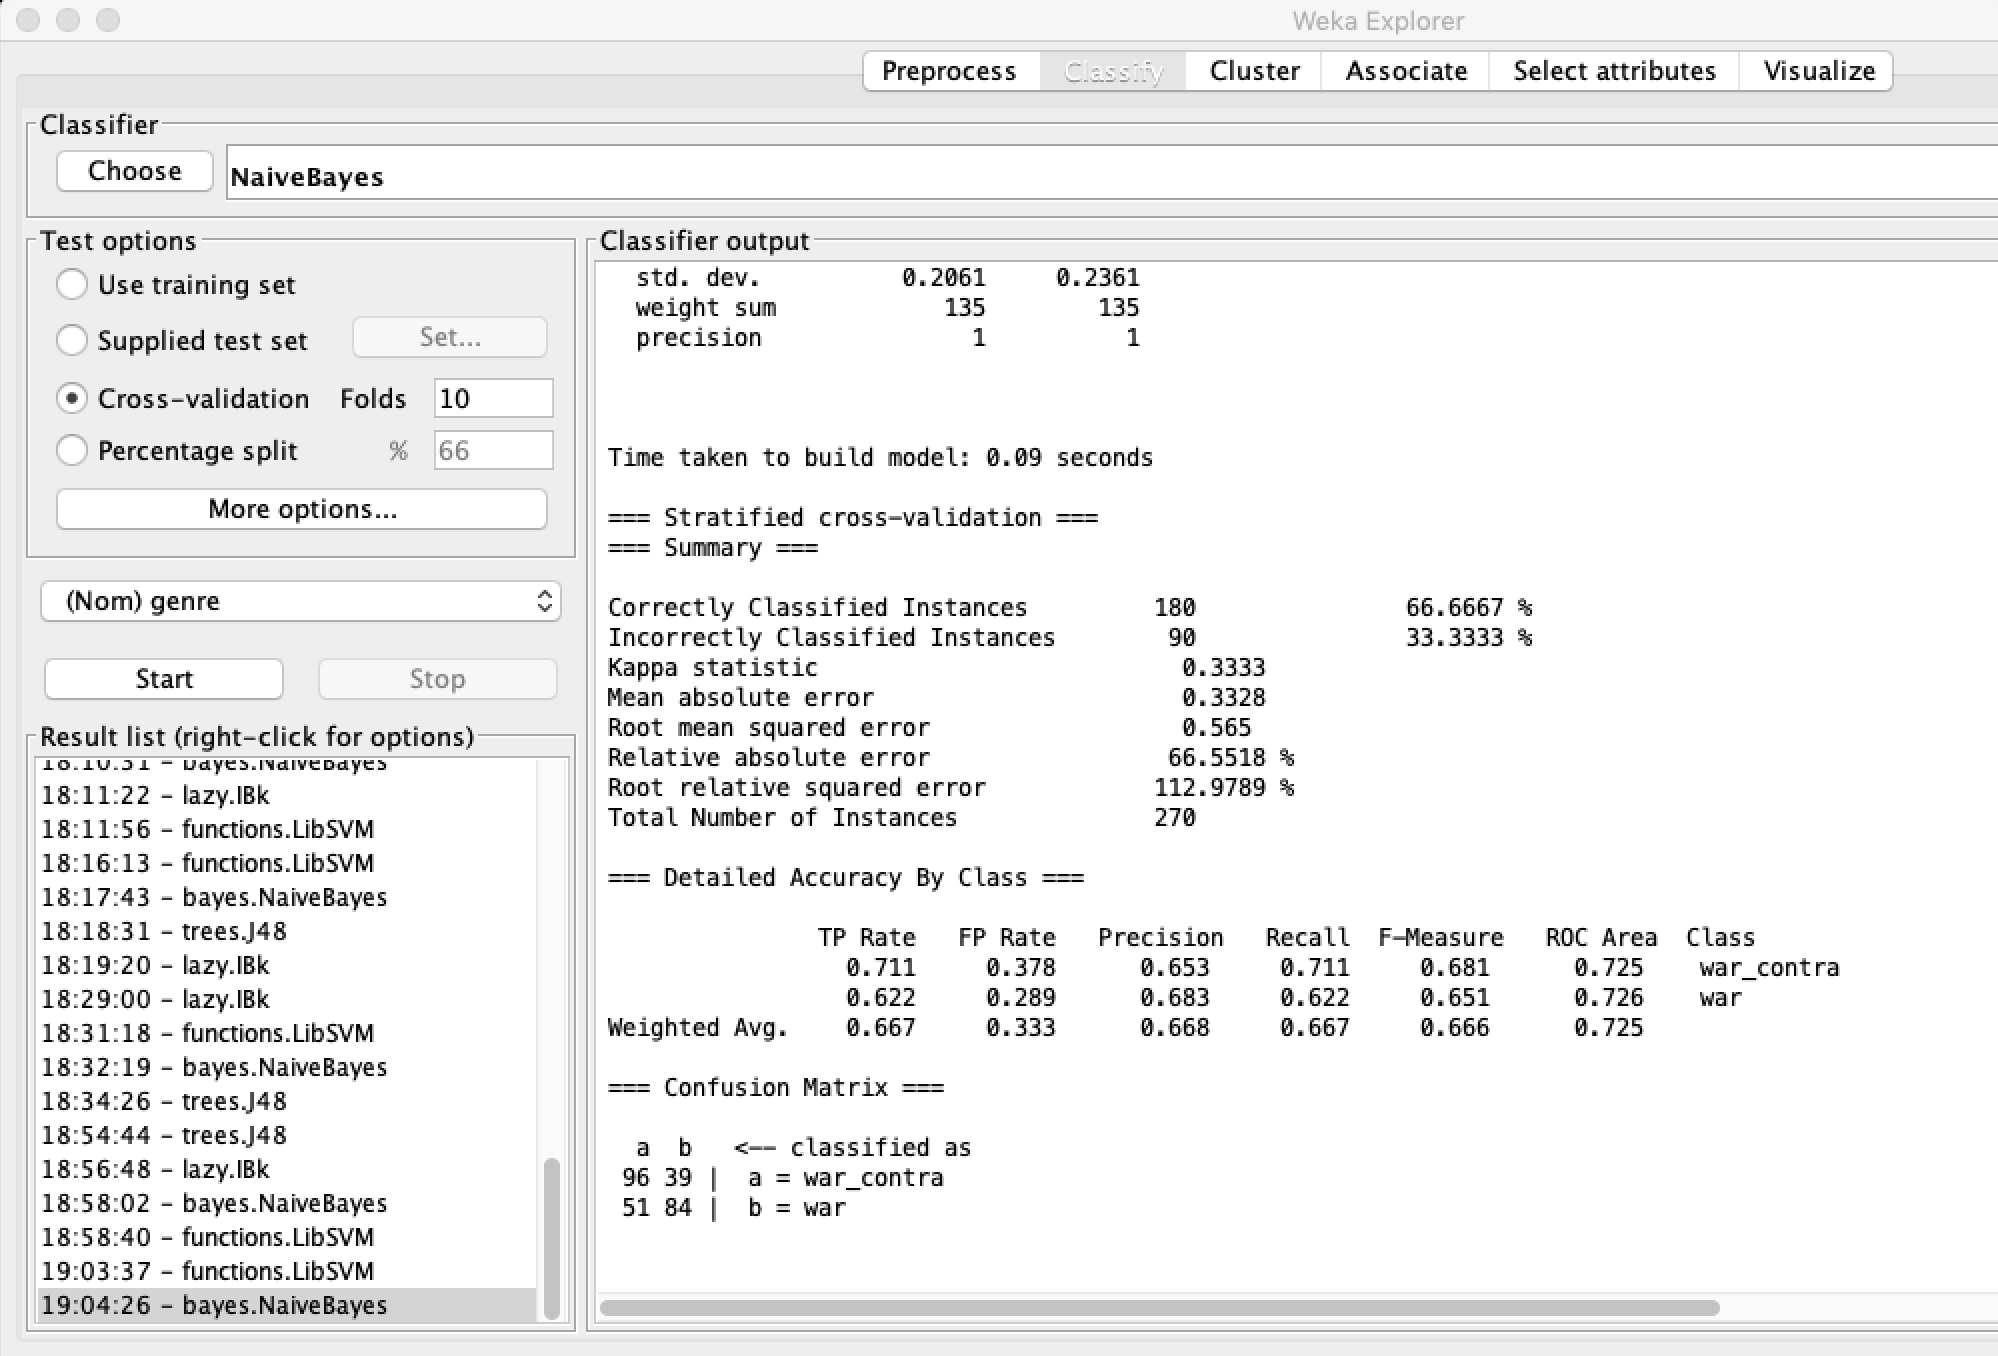 Weka Explorer
Preprocess Classify Cluster Associate Select attributes Visualize
Classifier
Choose NaiveBayes
Test options
Use training set
Supplied test set Set...
Cross-validation Folds 10
Percentage split % 66
More options...
(Nom) genre
Start Stop
Result list (right-click for options)
18:10:31 - bayes.NaiveBayes
18:11:22 - lazy.IBk
18:11:56 - functions.LibSVM
18:16:13 - functions.LibSVM
18:17:43 - bayes.NaiveBayes
18:18:31 - trees.J48
18:19:20 - lazy.IBk
18:29:00 - lazy.IBk
18:31:18 - functions.LibSVM
18:32:19 - bayes.NaiveBayes
18:34:26 - trees.J48
18:54:44 - trees.J48
18:56:48 - lazy.IBk
18:58:02 - bayes.NaiveBayes
18:58:40 - functions.LibSVM
19:03:37 - functions.LibSVM
19:04:26 - bayes.NaiveBayes
Classifier output
std. dev. 0.2061 0.2361
weight sum 135 135
precision 1 1
Time taken to build model: 0.09 seconds
=== Stratified cross-validation ===
=== Summary ===
Correctly Classified Instances 180 66.6667 %
Incorrectly Classified Instances 90 33.3333 %
Kappa statistic 0.3333
Mean absolute error 0.3328
Root mean squared error 0.565
Relative absolute error 66.5518 %
Root relative squared error 112.9789 %
Total Number of Instances 270
=== Detailed Accuracy By Class ===
TP Rate FP Rate Precision Recall F-Measure ROC Area Class
0.711 0.378 0.653 0.711 0.681 0.725 war_contra
0.622 0.289 0.683 0.622 0.651 0.726 war
Weighted Avg. 0.667 0.333 0.668 0.667 0.666 0.725
=== Confusion Matrix ===
a b <-- classified as
96 39 | a = war_contra
51 84 | b = war